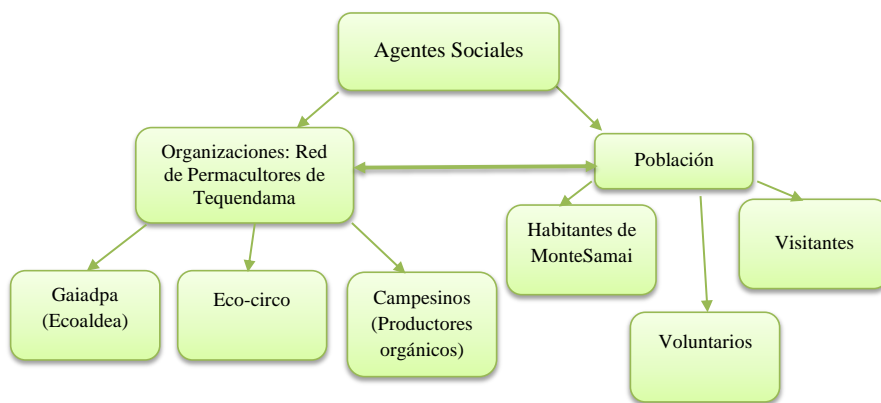 Agentes Sociales
Organizaciones: Red
de Permacultores de
Tequendama
Población
Habitantes de
MonteSamai
Visitantes
Gaiadpa
(Ecoaldea)
Eco-circo
Campesinos
(Productores
orgánicos)
Voluntarios